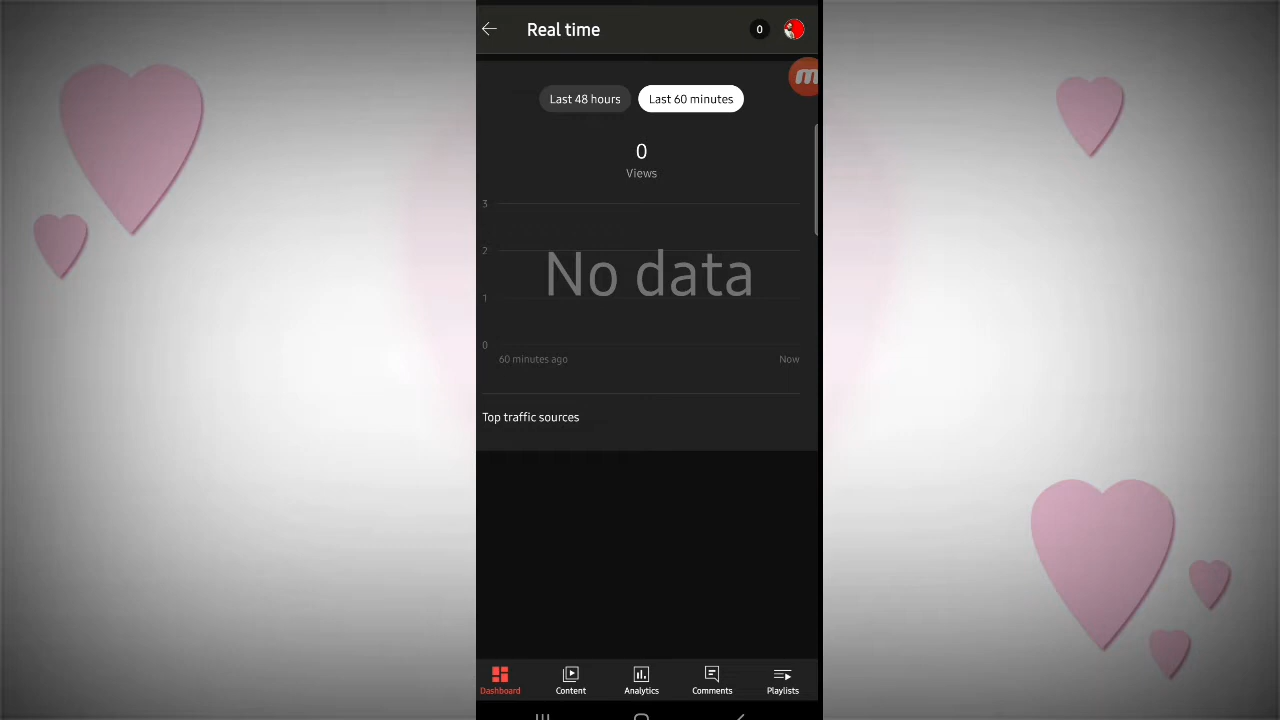 Real time
0
Last 48 hours
Last 60 minutes
0
Views
3
2
No data
1
0
60 minutes ago
Now
Top traffic sources
Dashboard
Content
Analytics
Comments
Playlists